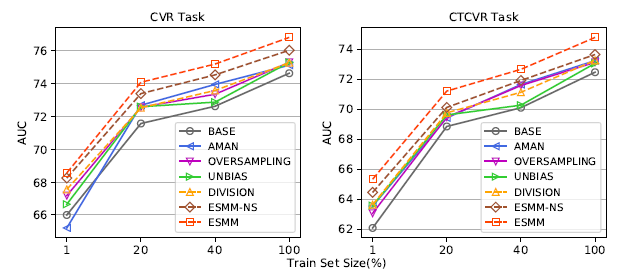 CVR Task
AUC
76
74
72
70
68
66
1
20
40
100
BASE
AMAN
OVERSAMPLING
UNBIAS
DIVISION
ESMM-NS
ESMM
CTCVR Task
AUC
74
72
70
68
66
64
62
1
20
40
100
BASE
AMAN
OVERSAMPLING
UNBIAS
DIVISION
ESMM-NS
ESMM
Train Set Size(%)